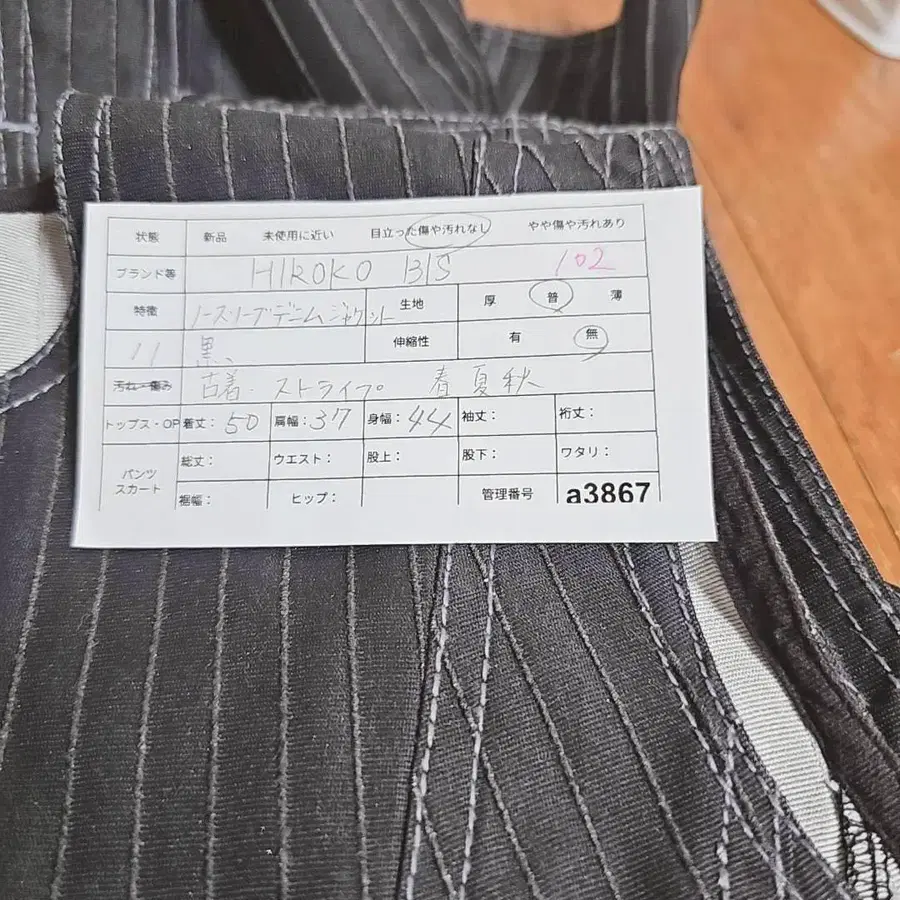 状態 新品 未使用に近い 目立った傷や汚れなし やや傷や汚れあり
ブランド等 HIROKO BIS 102
特徴 ノースリーブデニムジャケット 生地 厚 普 薄
11 黒、 伸縮性 有 無
汚れ・傷み 古着. ストライプ 春夏秋
トップス・OP 着丈: 50 肩幅: 37 身幅: 44 袖丈: 裄丈:
パンツ スカート 総丈: ウエスト: 股上: 股下: ワタリ:
裾幅: ヒップ: 管理番号 a3867